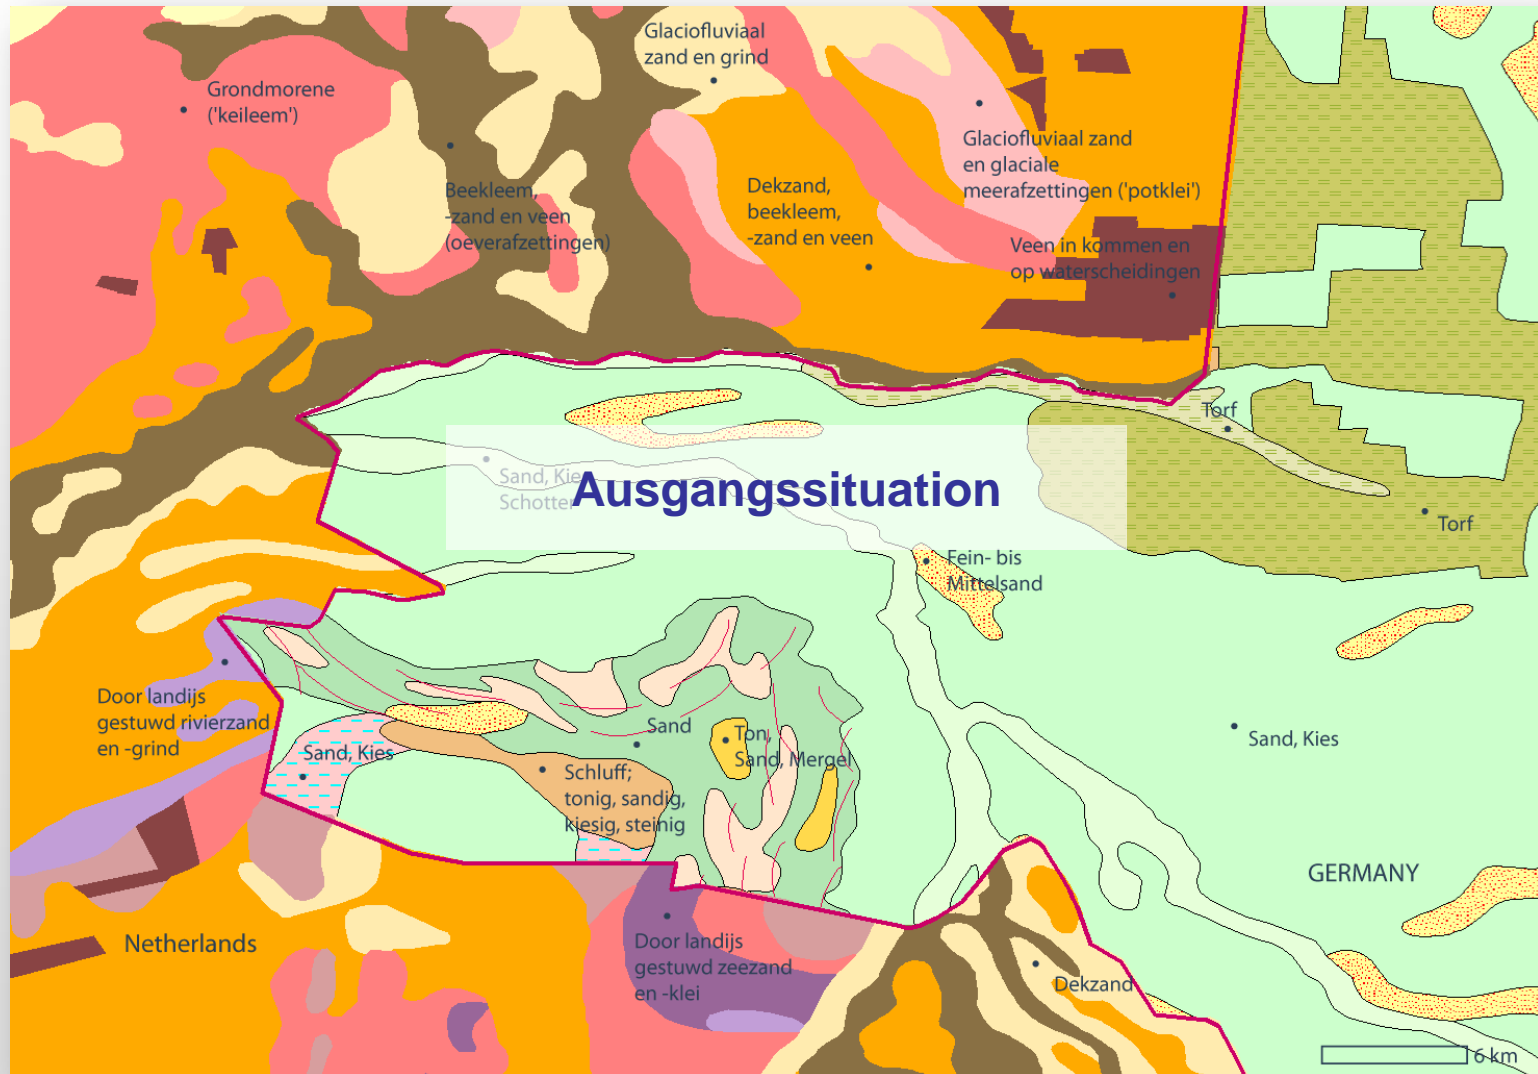 Glaciofluviaal
zand en grind
Grondmorene
('keileem')
Glaciofluviaal zand
en glaciale
meerafzettingen ('potklei')
Beekleem,
-zand en veen
(oeverafzettingen)
Dekzand,
beekleem,
-zand en veen
Veen in kommen en
op waterscheidingen
Torf
Sand, Kies
Schotter
Ausgangssituation
Torf
Fein- bis
Mittelsand
Door landijs
gestuwd rivierzand
en -grind
Sand
Ton,
Sand, Mergel
Sand, Kies
Sand, Kies
Schluff;
tonig, sandig,
kiesig, steinig
GERMANY
Netherlands
Door landijs
gestuwd zeezand
en -klei
Dekzand
6 km